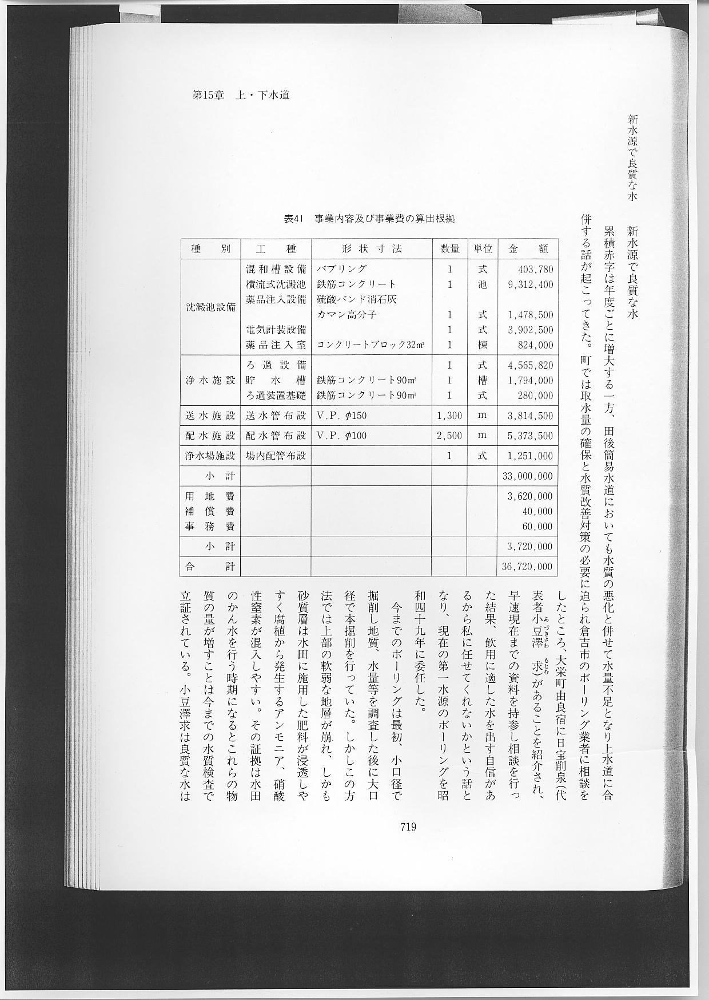 第15章　上・下水道
新水源で良質な水
新水源で良質な水
累積赤字は年度ごとに増大する一方、田後簡易水道においても水質の悪化と併せて水量不足となり上水道に合
併する話が起こってきた。町では取水量の確保と水質改善対策の必要に迫られ倉吉市のボーリング業者に相談を
したところ、大栄町由良宿に日宝削泉（代
表者小豆澤　求）があることを紹介され、
あづきさわ　もとむ
早速現在までの資料を持参し相談を行っ
た結果、飲用に適した水を出す自信があ
るから私に任せてくれないかという話と
なり、現在の第一水源のボーリングを昭
和四十九年に委任した。
今までのボーリングは最初、小口径で
掘削し地質、水量等を調査した後に大口
径で本掘削を行っていた。しかしこの方
法では上部の軟弱な地層が崩れ、しかも
砂質層は水田に施用した肥料が浸透しや
すく腐植から発生するアンモニア、硝酸
性窒素が混入しやすい。その証拠は水田
のかん水を行う時期になるとこれらの物
質の量が増すことは今までの水質検査で
立証されている。小豆澤求は良質な水は
表41　事業内容及び事業費の算出根拠
種別　工種　形状寸法　数量　単位　金額
沈澱池設備　混和槽設備　バブリング　1　式　403,780
横流式沈澱池　鉄筋コンクリート　1　池　9,312,400
薬品注入設備　硫酸バンド消石灰
カマン高分子　1　式　1,478,500
電気計装設備　1　式　3,902,500
薬品注入室　コンクリートブロック32㎡　1　棟　824,000
浄水施設　ろ過設備　1　式　4,565,820
貯水槽　鉄筋コンクリート90㎥　1　槽　1,794,000
ろ過装置基礎　鉄筋コンクリート90㎥　1　式　280,000
送水施設　送水管布設　V.P. φ150　1,300　m　3,814,500
配水施設　配水管布設　V.P. φ100　2,500　m　5,373,500
浄水場施設　場内配管布設　1　式　1,251,000
小計　33,000,000
用地費　3,620,000
補償費　40,000
事務費　60,000
小計　3,720,000
合計　36,720,000
719